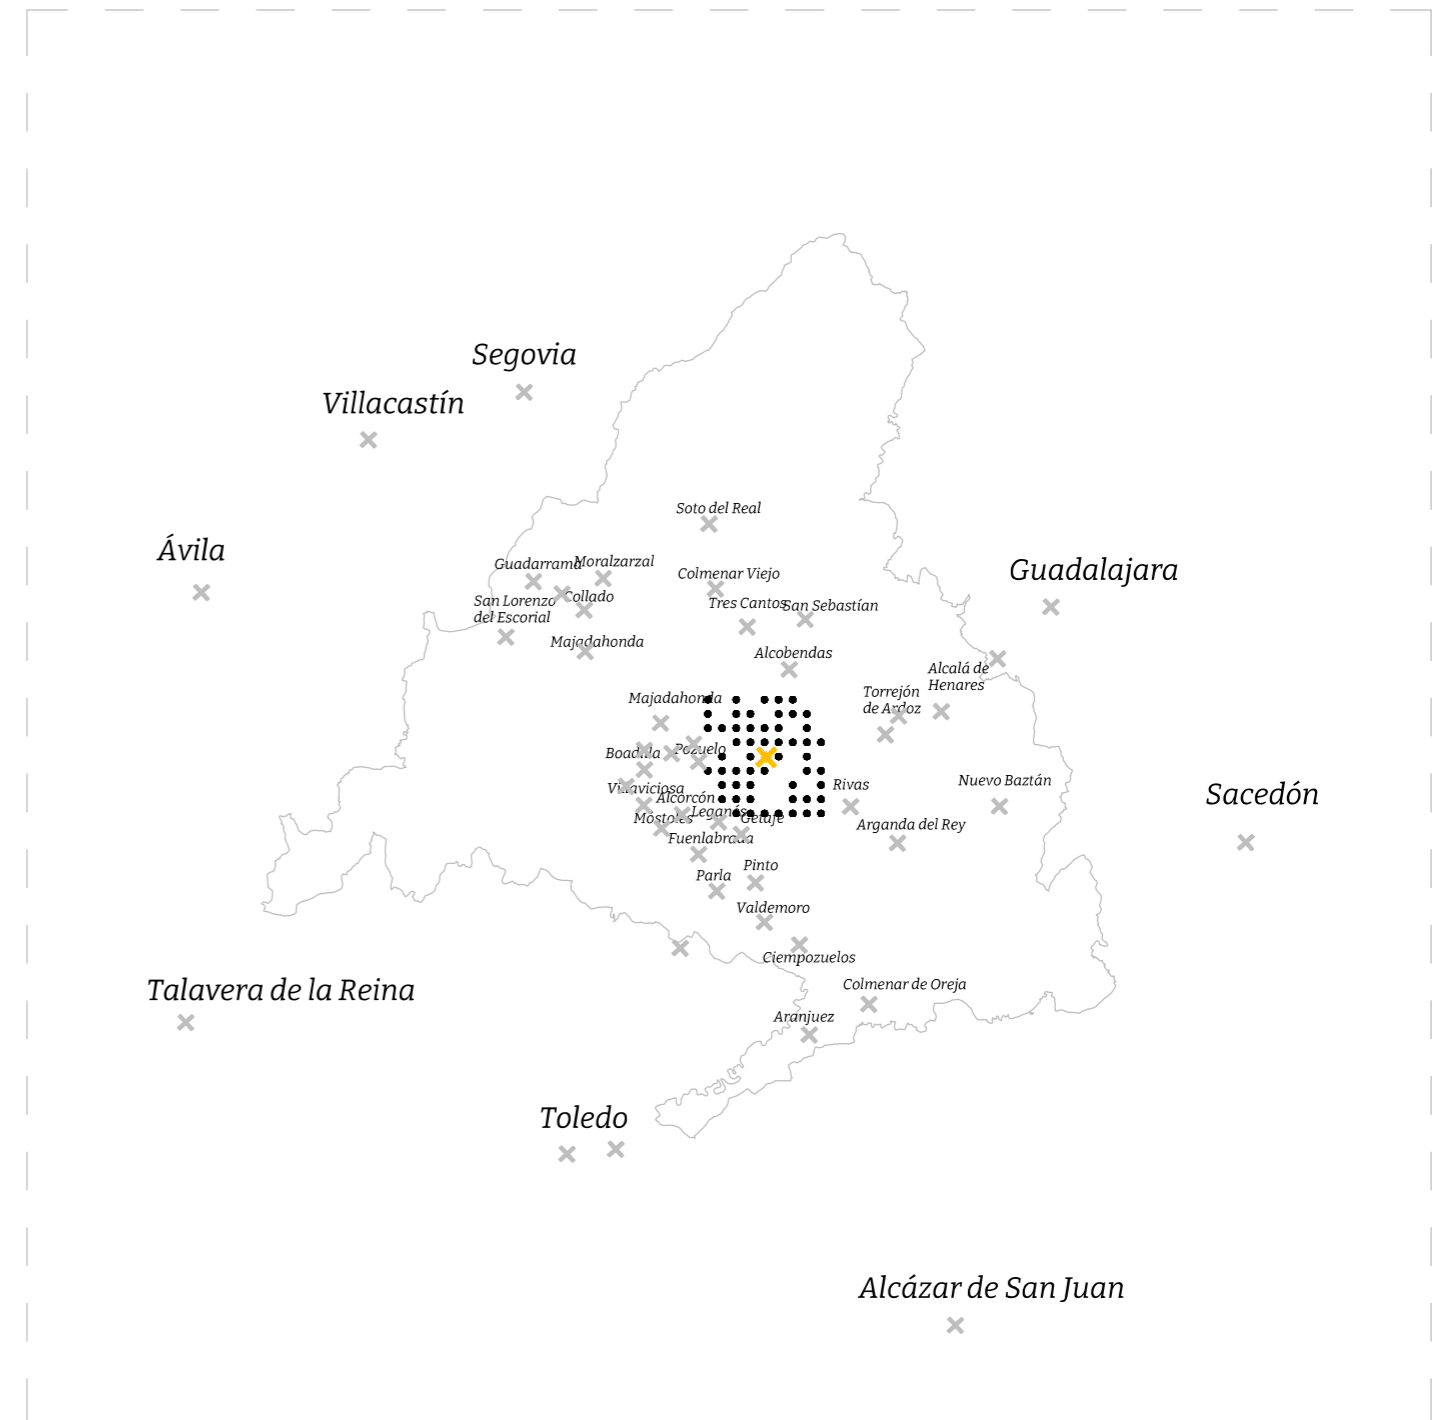 Segovia
Villacastín
Soto del Real
Ávila
Guadarrama
Moralzarzal
Colmenar Viejo
Guadalajara
San Lorenzo
del Escorial
Collado
Tres Cantos
San Sebastían
Majadahonda
Alcobendas
Alcalá de
Henares
Torrejón
de Ardoz
Majadahonda
Boadilla
Pozuelo
Villaviciosa
Alcorcón
Rivas
Nuevo Baztán
Sacedón
Móstoles
Leganés
Getafe
Arganda del Rey
Fuenlabrada
Parla
Pinto
Valdemoro
Ciempozuelos
Talavera de la Reina
Colmenar de Oreja
Aranjuez
Toledo
Alcázar de San Juan